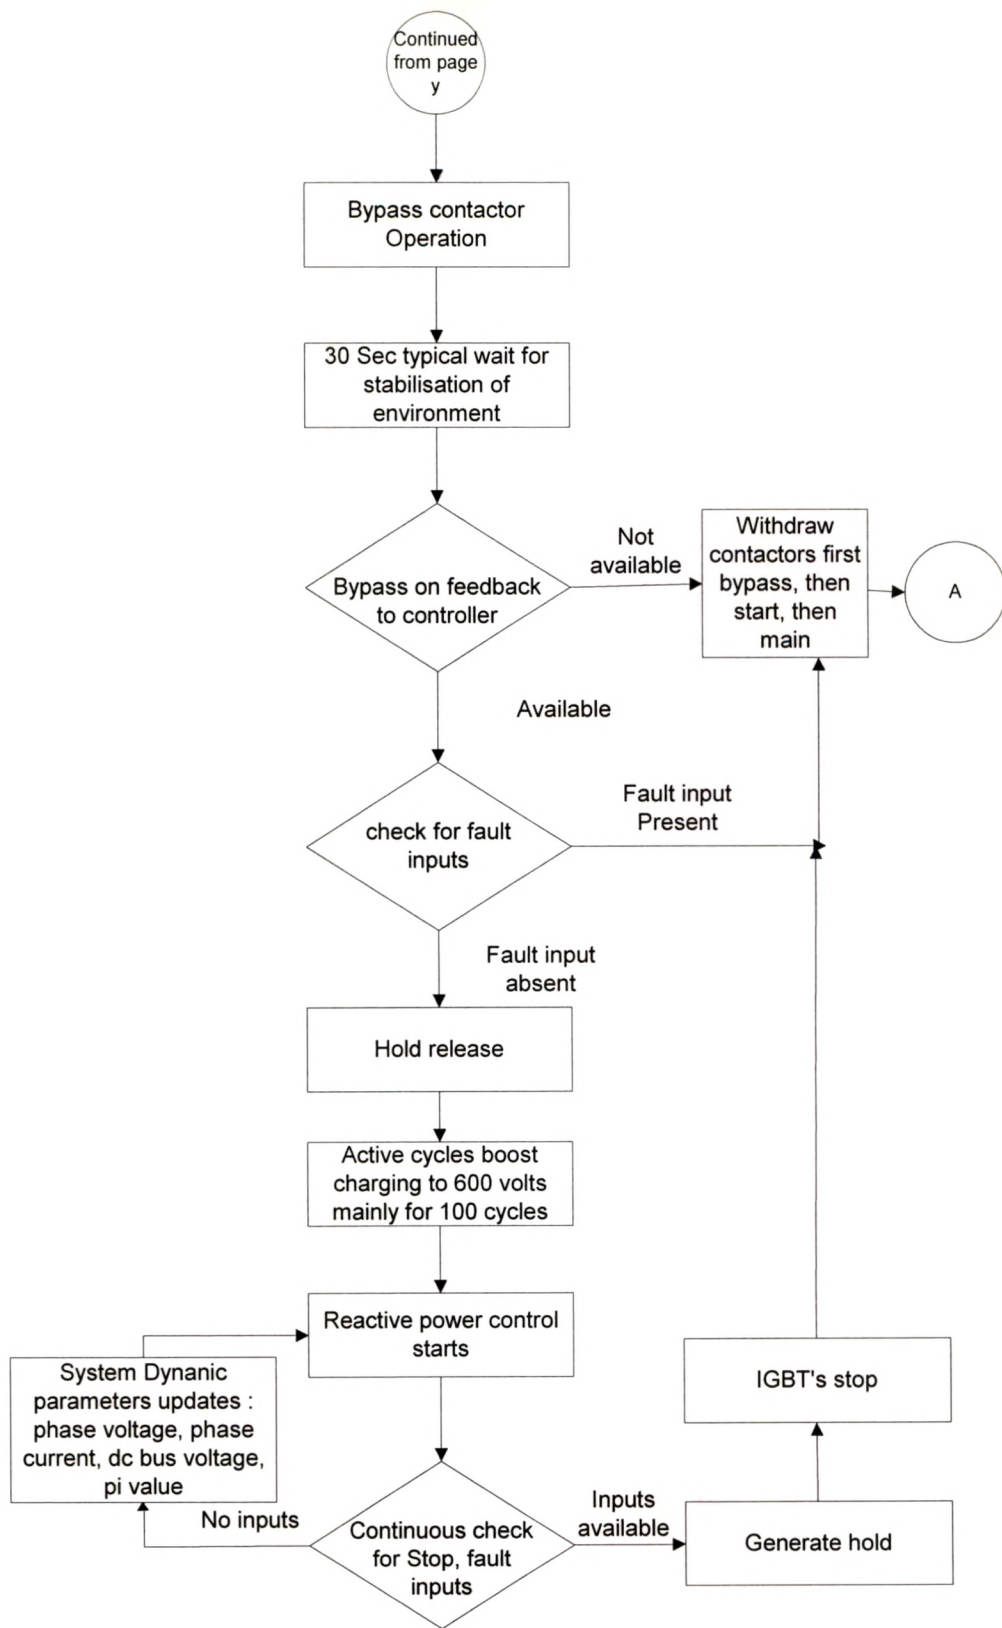 Continued
from page
y
Bypass contactor
Operation
30 Sec typical wait for
stabilisation of
environment
Bypass on feedback
to controller
Not
available
Withdraw
contactors first
bypass, then
start, then
main
A
Available
check for fault
inputs
Fault input
Present
Fault input
absent
Hold release
Active cycles boost
charging to 600 volts
mainly for 100 cycles
Reactive power control
starts
System Dynanic
parameters updates :
phase voltage, phase
current, dc bus voltage,
pi value
IGBT's stop
No inputs
Continuous check
for Stop, fault
inputs
Inputs
available
Generate hold